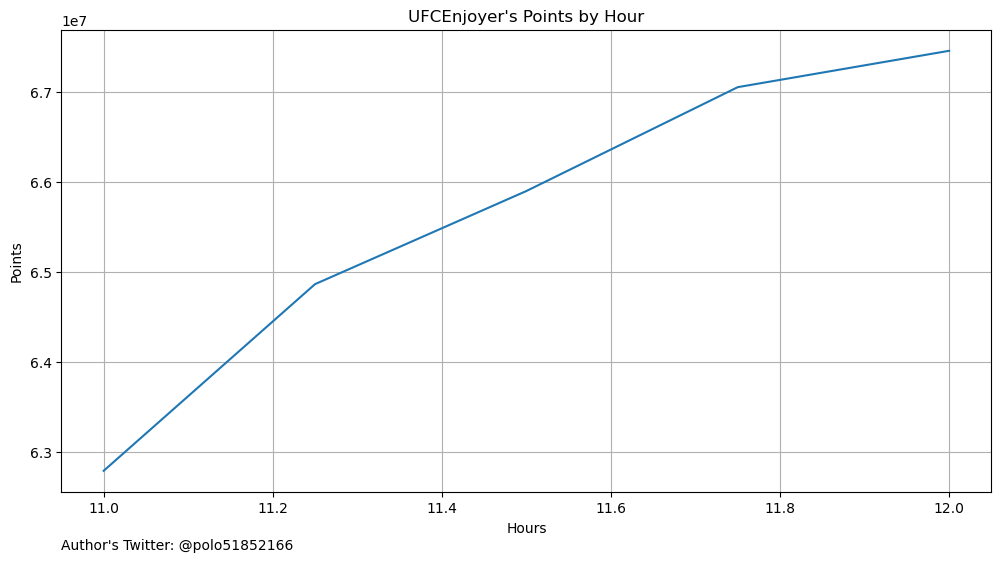 UFCEnjoyer's Points by Hour
1e7
6.7
6.6
6.5
6.4
6.3
Points
11.0 11.2 11.4 11.6 11.8 12.0
Hours
Author's Twitter: @polo51852166